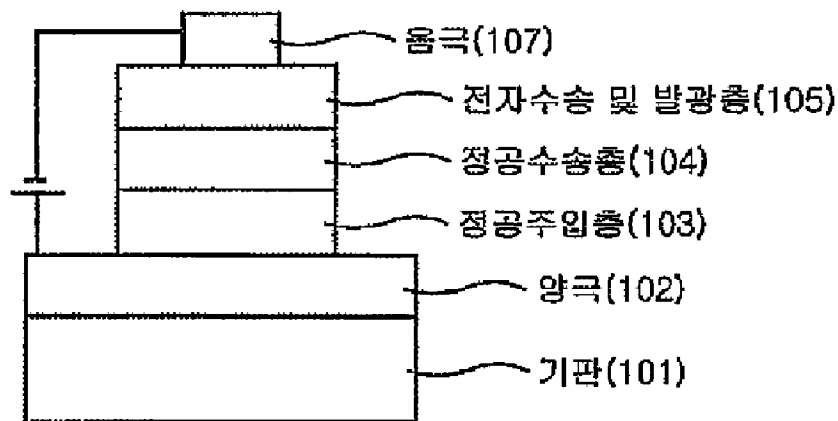 음극(107)
전자수송 및 발광층(105)
정공수송층(104)
정공주입층(103)
양극(102)
기판(101)